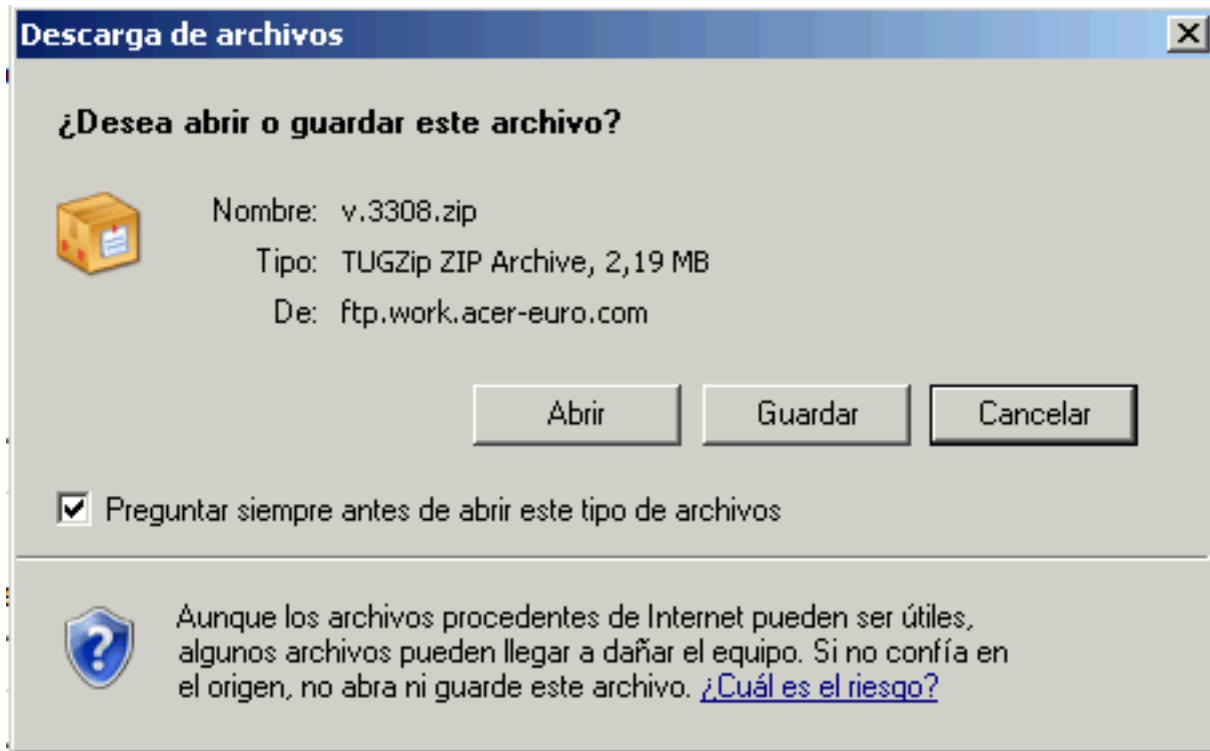 Descarga de archivos
¿Desea abrir o guardar este archivo?
Nombre: v.3308.zip
Tipo: TUGZip ZIP Archive, 2,19 MB
De: ftp.work.acer-euro.com
Abrir Guardar Cancelar
Preguntar siempre antes de abrir este tipo de archivos
Aunque los archivos procedentes de Internet pueden ser útiles,
algunos archivos pueden llegar a dañar el equipo. Si no confía en
el origen, no abra ni guarde este archivo. ¿Cuál es el riesgo?